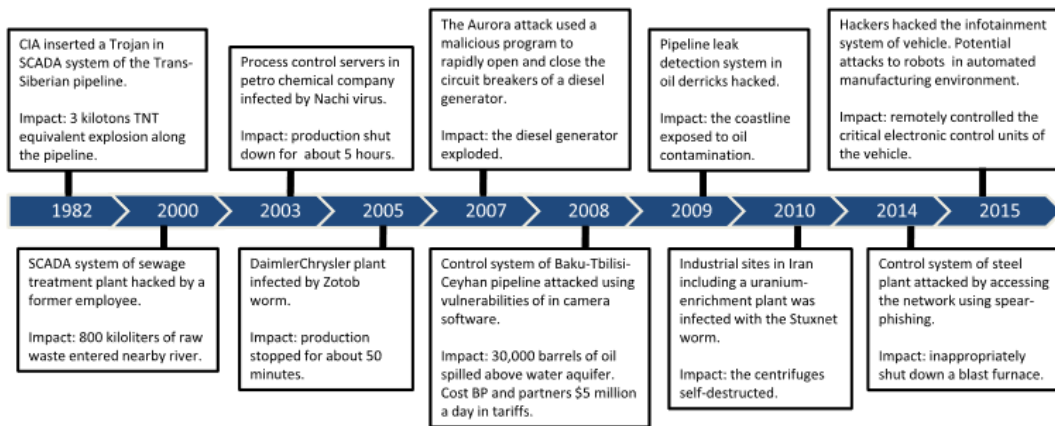 CIA inserted a Trojan in
SCADA system of the Trans-
Siberian pipeline.
Impact: 3 kilotons TNT
equivalent explosion along
the pipeline.
Process control servers in
petro chemical company
infected by Nachi virus.
Impact: production shut
down for about 5 hours.
The Aurora attack used a
malicious program to
rapidly open and close the
circuit breakers of a diesel
generator.
Impact: the diesel generator
exploded.
Pipeline leak
detection system in
oil derricks hacked.
Impact: the coastline
exposed to oil
contamination.
Hackers hacked the infotainment
system of vehicle. Potential
attacks to robots in automated
manufacturing environment.
Impact: remotely controlled the
critical electronic control units of
the vehicle.
1982 2000 2003 2005 2007 2008 2009 2010 2014 2015
SCADA system of sewage
treatment plant hacked by a
former employee.
Impact: 800 kiloliters of raw
waste entered nearby river.
DaimlerChrysler plant
infected by Zotob
worm.
Impact: production
stopped for about 50
minutes.
Control system of Baku-Tbilisi-
Ceyhan pipeline attacked using
vulnerabilities of in camera
software.
Impact: 30,000 barrels of oil
spilled above water aquifer.
Cost BP and partners $5 million
a day in tariffs.
Industrial sites in Iran
including a uranium-
enrichment plant was
infected with the Stuxnet
worm.
Impact: the centrifuges
self-destructed.
Control system of steel
plant attacked by accessing
the network using spear-
phishing.
Impact: inappropriately
shut down a blast furnace.